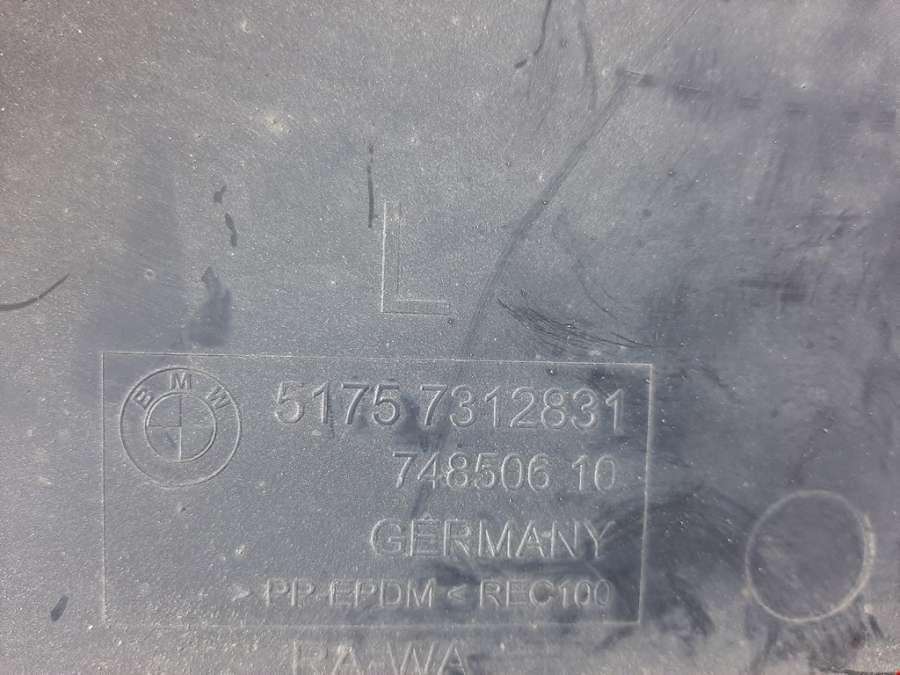 L
BMW
5175 7312831
748506 10
GERMANY
> PP-EPDM < REC100
RA-WA